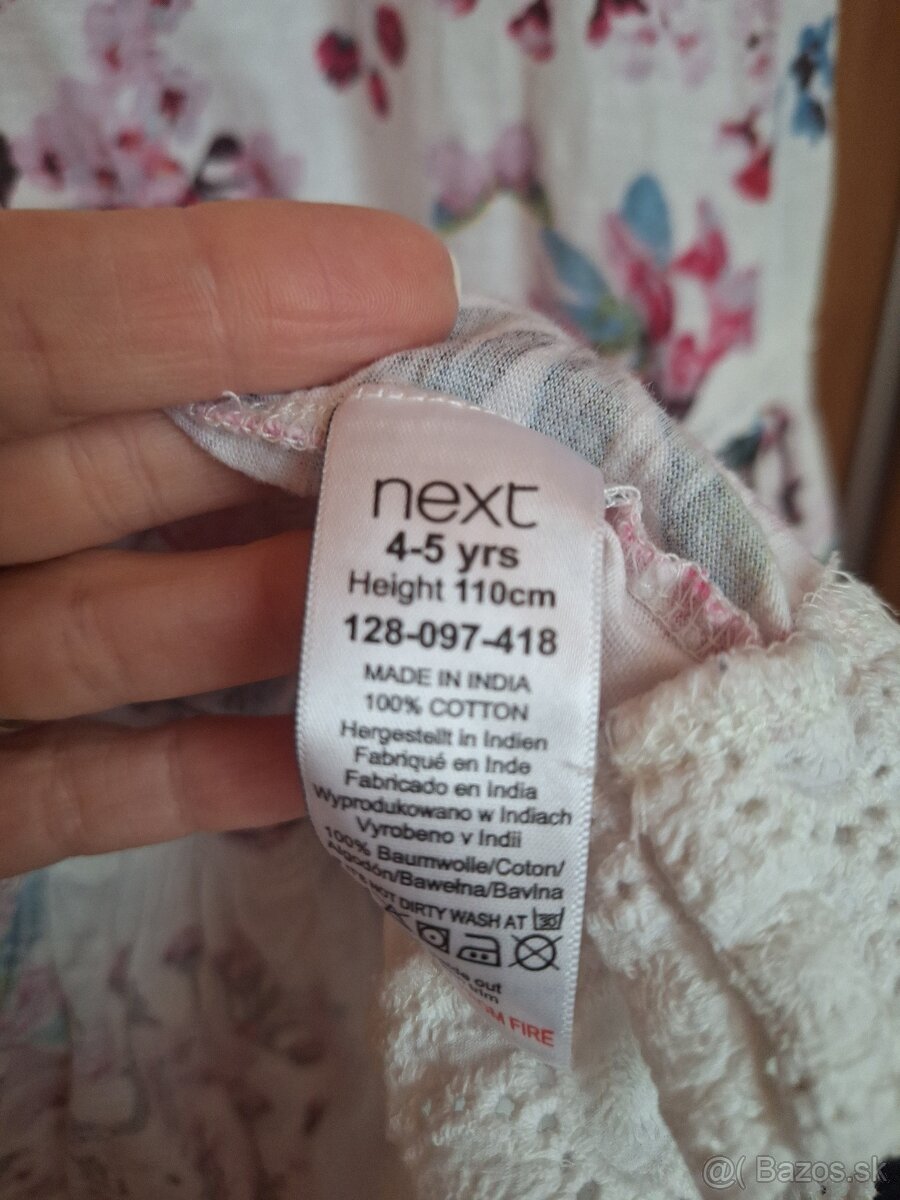 next
4-5 yrs
Height 110cm
128-097-418
MADE IN INDIA
100% COTTON
Hergestellt in Indien
Fabriqué en Inde
Fabricado en India
Wyprodukowano w Indiach
Vyrobeno v Indii
100% Baumwolle/Coton/
Algodón/Bawełna/Bavlna
NOT DIRTY WASH AT 30
out
FIRE
@( Bazos.sk